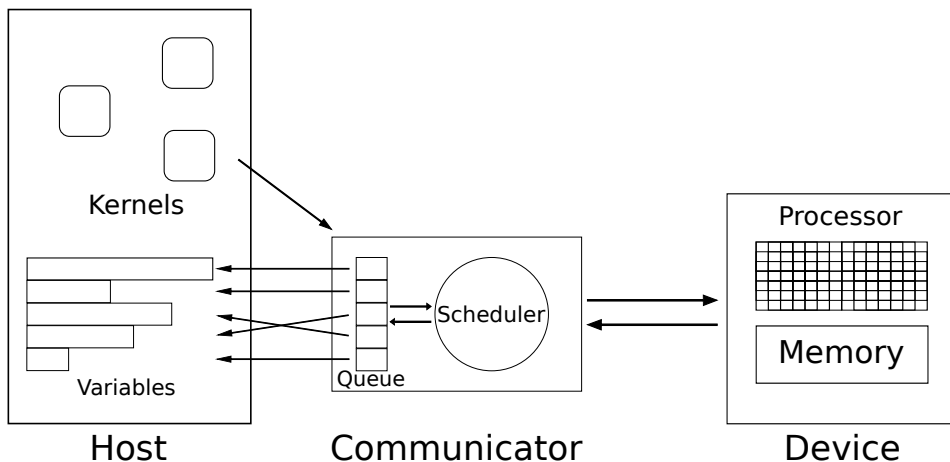 Kernels
Variables
Host
Queue
Scheduler
Communicator
Processor
Memory
Device